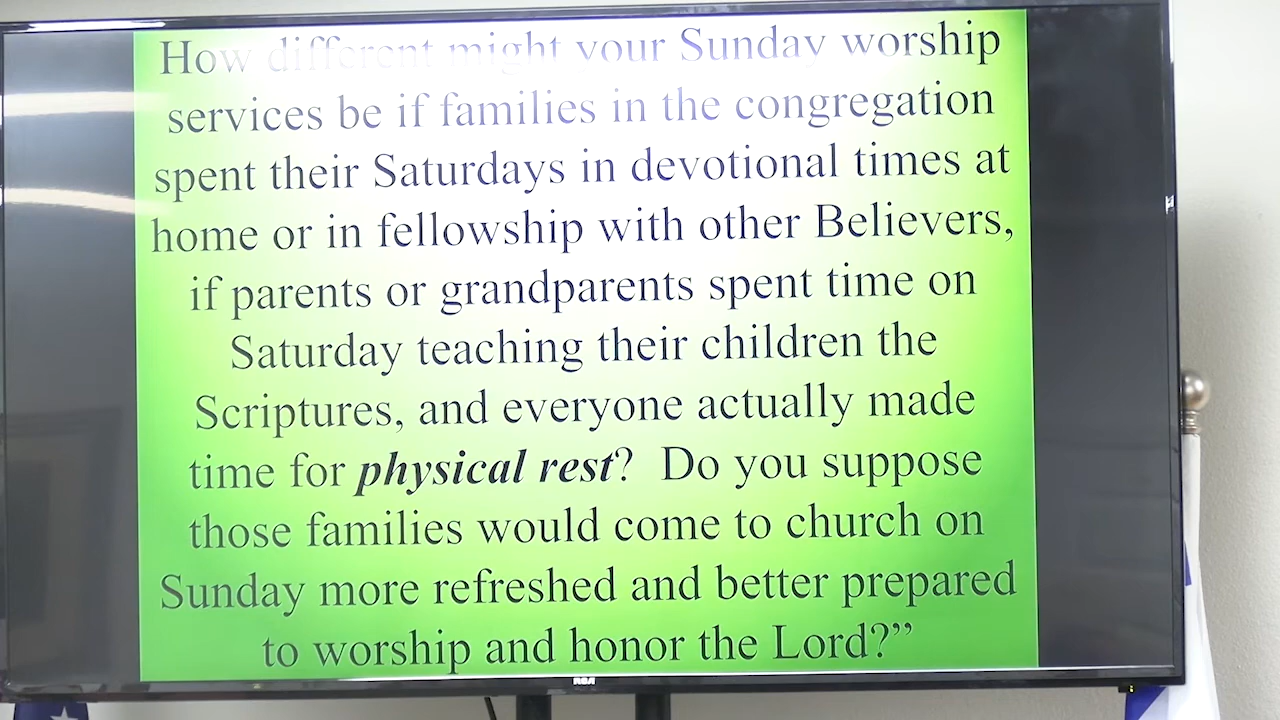 How different might your Sunday worship
services be if families in the congregation
spent their Saturdays in devotional times at
home or in fellowship with other Believers,
if parents or grandparents spent time on
Saturday teaching their children the
Scriptures, and everyone actually made
time for physical rest? Do you suppose
those families would come to church on
Sunday more refreshed and better prepared
to worship and honor the Lord?”
RCA